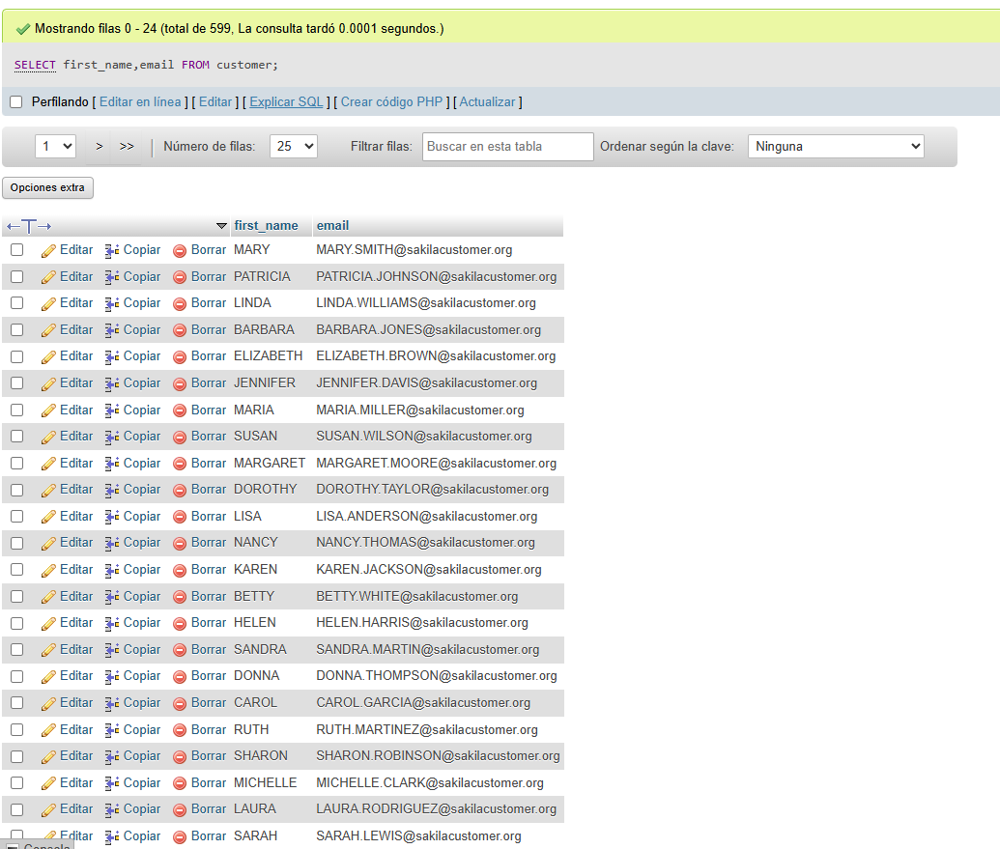 Mostrando filas 0 - 24 (total de 599, La consulta tardó 0.0001 segundos.)
SELECT first_name,email FROM customer;
Perfilando [ Editar en línea ] [ Editar ] [ Explicar SQL ] [ Crear código PHP ] [ Actualizar ]
1 > >> Número de filas: 25 Filtrar filas: Buscar en esta tabla Ordenar según la clave: Ninguna
Opciones extra
←T→ first_name email
Editar Copiar Borrar MARY MARY.SMITH@sakilacustomer.org
Editar Copiar Borrar PATRICIA PATRICIA.JOHNSON@sakilacustomer.org
Editar Copiar Borrar LINDA LINDA.WILLIAMS@sakilacustomer.org
Editar Copiar Borrar BARBARA BARBARA.JONES@sakilacustomer.org
Editar Copiar Borrar ELIZABETH ELIZABETH.BROWN@sakilacustomer.org
Editar Copiar Borrar JENNIFER JENNIFER.DAVIS@sakilacustomer.org
Editar Copiar Borrar MARIA MARIA.MILLER@sakilacustomer.org
Editar Copiar Borrar SUSAN SUSAN.WILSON@sakilacustomer.org
Editar Copiar Borrar MARGARET MARGARET.MOORE@sakilacustomer.org
Editar Copiar Borrar DOROTHY DOROTHY.TAYLOR@sakilacustomer.org
Editar Copiar Borrar LISA LISA.ANDERSON@sakilacustomer.org
Editar Copiar Borrar NANCY NANCY.THOMAS@sakilacustomer.org
Editar Copiar Borrar KAREN KAREN.JACKSON@sakilacustomer.org
Editar Copiar Borrar BETTY BETTY.WHITE@sakilacustomer.org
Editar Copiar Borrar HELEN HELEN.HARRIS@sakilacustomer.org
Editar Copiar Borrar SANDRA SANDRA.MARTIN@sakilacustomer.org
Editar Copiar Borrar DONNA DONNA.THOMPSON@sakilacustomer.org
Editar Copiar Borrar CAROL CAROL.GARCIA@sakilacustomer.org
Editar Copiar Borrar RUTH RUTH.MARTINEZ@sakilacustomer.org
Editar Copiar Borrar SHARON SHARON.ROBINSON@sakilacustomer.org
Editar Copiar Borrar MICHELLE MICHELLE.CLARK@sakilacustomer.org
Editar Copiar Borrar LAURA LAURA.RODRIGUEZ@sakilacustomer.org
Editar Copiar Borrar SARAH SARAH.LEWIS@sakilacustomer.org
Consola